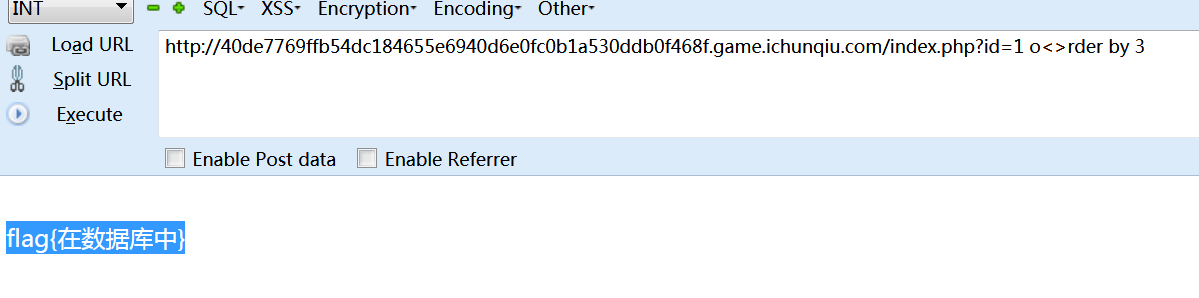 INT SQL XSS Encryption Encoding Other
Load URL http://40de7769ffb54dc184655e6940d6e0fc0b1a530ddb0f468f.game.ichunqiu.com/index.php?id=1 o<>rder by 3
Split URL
Execute
Enable Post data Enable Referrer
flag{在数据库中}